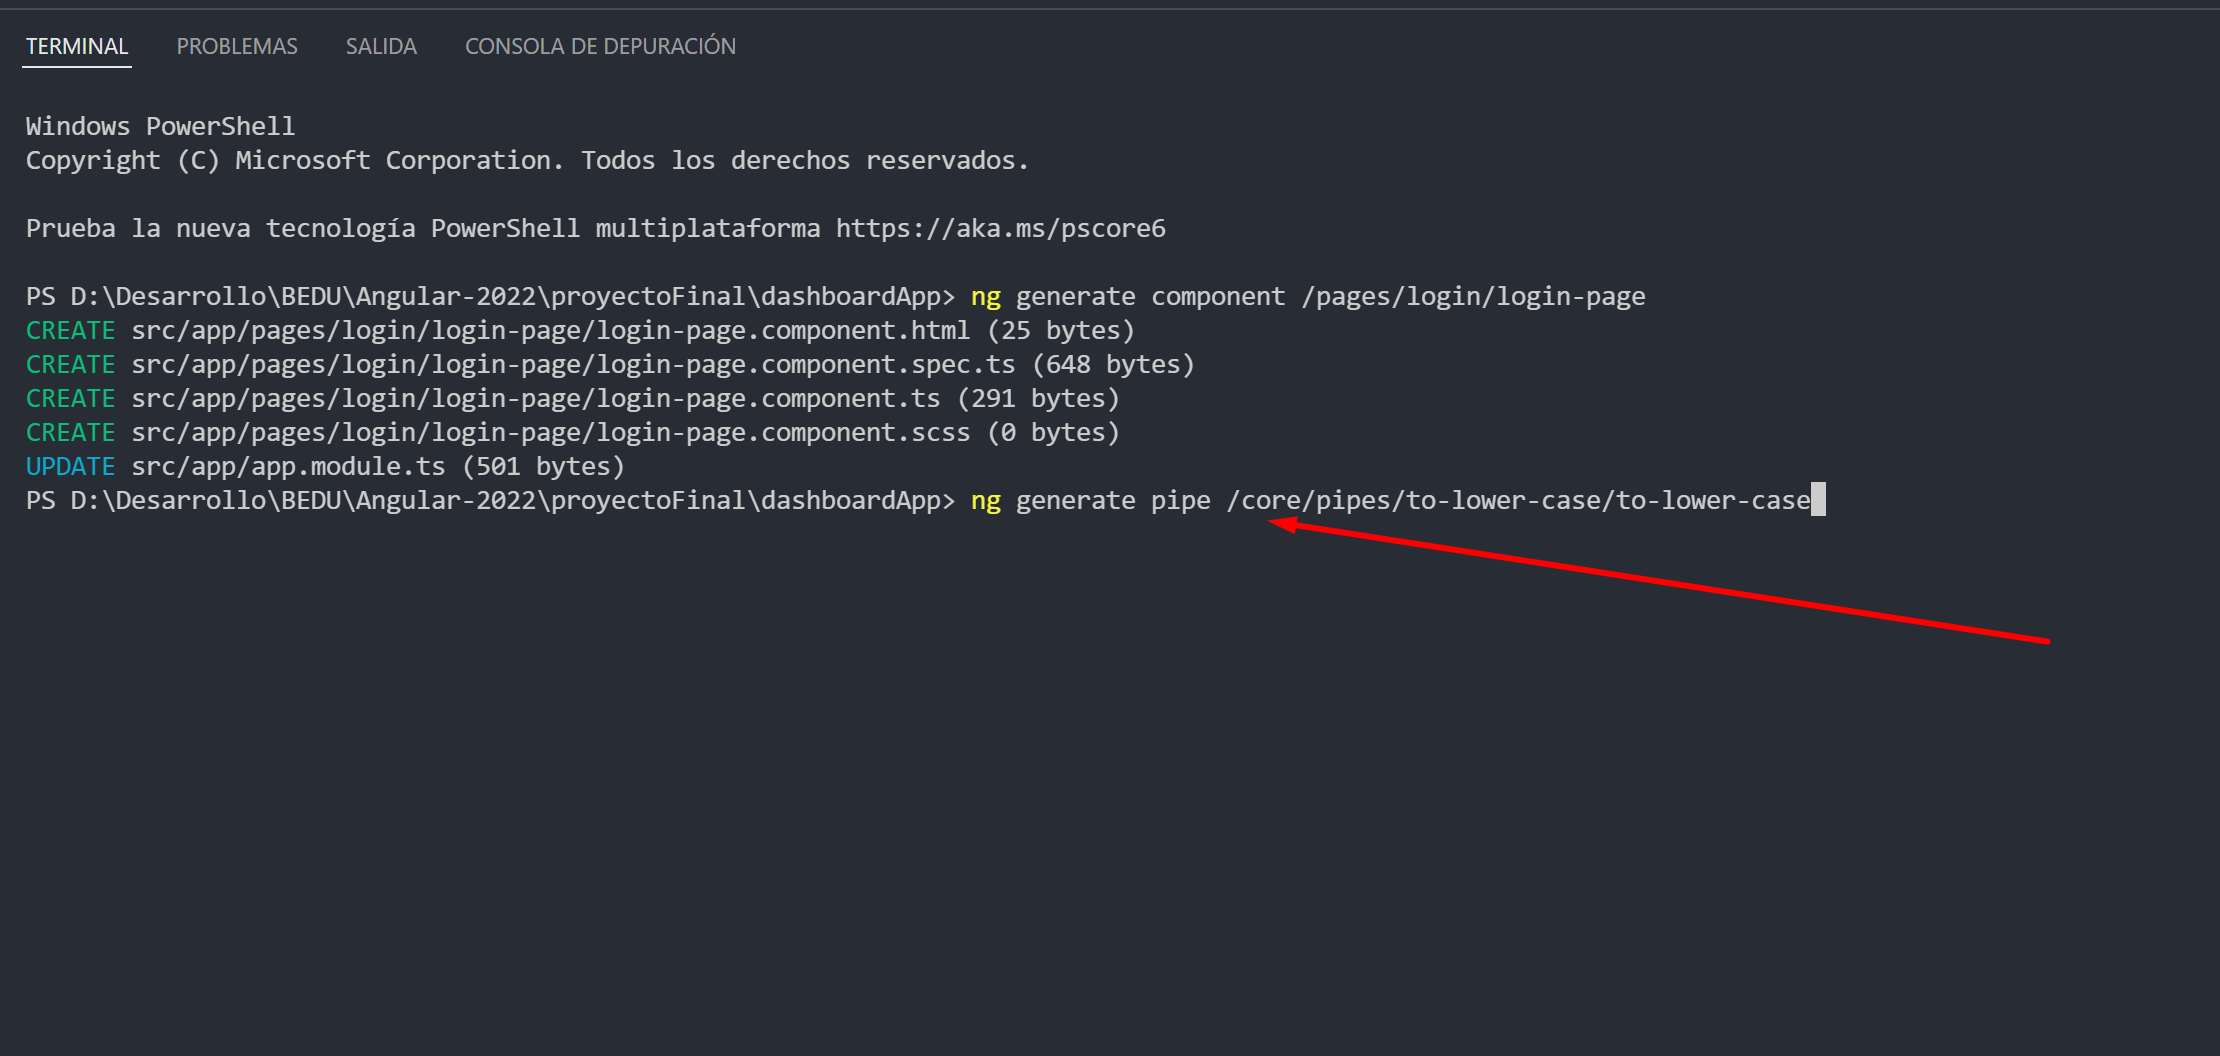 TERMINAL PROBLEMAS SALIDA CONSOLA DE DEPURACIÓN
Windows PowerShell
Copyright (C) Microsoft Corporation. Todos los derechos reservados.
Prueba la nueva tecnología PowerShell multiplataforma https://aka.ms/pscore6
PS D:\Desarrollo\BEDU\Angular-2022\proyectoFinal\dashboardApp> ng generate component /pages/login/login-page
CREATE src/app/pages/login/login-page/login-page.component.html (25 bytes)
CREATE src/app/pages/login/login-page/login-page.component.spec.ts (648 bytes)
CREATE src/app/pages/login/login-page/login-page.component.ts (291 bytes)
CREATE src/app/pages/login/login-page/login-page.component.scss (0 bytes)
UPDATE src/app/app.module.ts (501 bytes)
PS D:\Desarrollo\BEDU\Angular-2022\proyectoFinal\dashboardApp> ng generate pipe /core/pipes/to-lower-case/to-lower-case